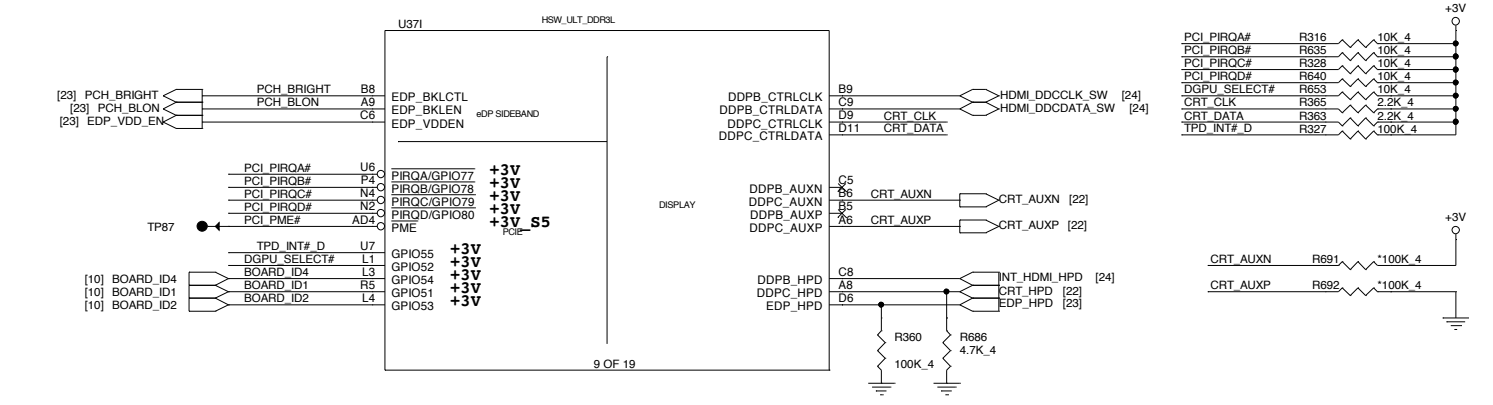 U37I
HSW_ULT_DDR3L
[23] PCH_BRIGHT PCH_BRIGHT B8 EDP_BKLCTL
[23] PCH_BLON PCH_BLON A9 EDP_BKLEN
[23] EDP_VDD_EN C6 EDP_VDDEN
eDP SIDEBAND
PCI_PIRQA# U6 PIRQA/GPIO77 +3V
PCI_PIRQB# P4 PIRQB/GPIO78 +3V
PCI_PIRQC# N4 PIRQC/GPIO79 +3V
PCI_PIRQD# N2 PIRQD/GPIO80 +3V
TP87 PCI_PME# AD4 PME +3V_S5
PCIE
TPD_INT#_D U7 GPIO55 +3V
DGPU_SELECT# L1 GPIO52 +3V
[10] BOARD_ID4 BOARD_ID4 L3 GPIO54 +3V
[10] BOARD_ID1 BOARD_ID1 R5 GPIO51 +3V
[10] BOARD_ID2 BOARD_ID2 L4 GPIO53 +3V
DISPLAY
DDPB_CTRLCLK B9 HDMI_DDCCLK_SW [24]
DDPB_CTRLDATA C9 HDMI_DDCDATA_SW [24]
DDPC_CTRLCLK D9 CRT_CLK
DDPC_CTRLDATA D11 CRT_DATA
DDPB_AUXN C5
DDPC_AUXN B6 CRT_AUXN CRT_AUXN [22]
DDPB_AUXP B5
DDPC_AUXP A6 CRT_AUXP CRT_AUXP [22]
DDPB_HPD C8 INT_HDMI_HPD [24]
DDPC_HPD A8 CRT_HPD [22]
EDP_HPD D6 EDP_HPD [23]
R360
100K_4
R686
4.7K_4
9 OF 19
+3V
PCI_PIRQA# R316 10K_4
PCI_PIRQB# R635 10K_4
PCI_PIRQC# R328 10K_4
PCI_PIRQD# R640 10K_4
DGPU_SELECT# R653 10K_4
CRT_CLK R365 2.2K_4
CRT_DATA R363 2.2K_4
TPD_INT#_D R327 100K_4
+3V
CRT_AUXN R691 *100K_4
CRT_AUXP R692 *100K_4